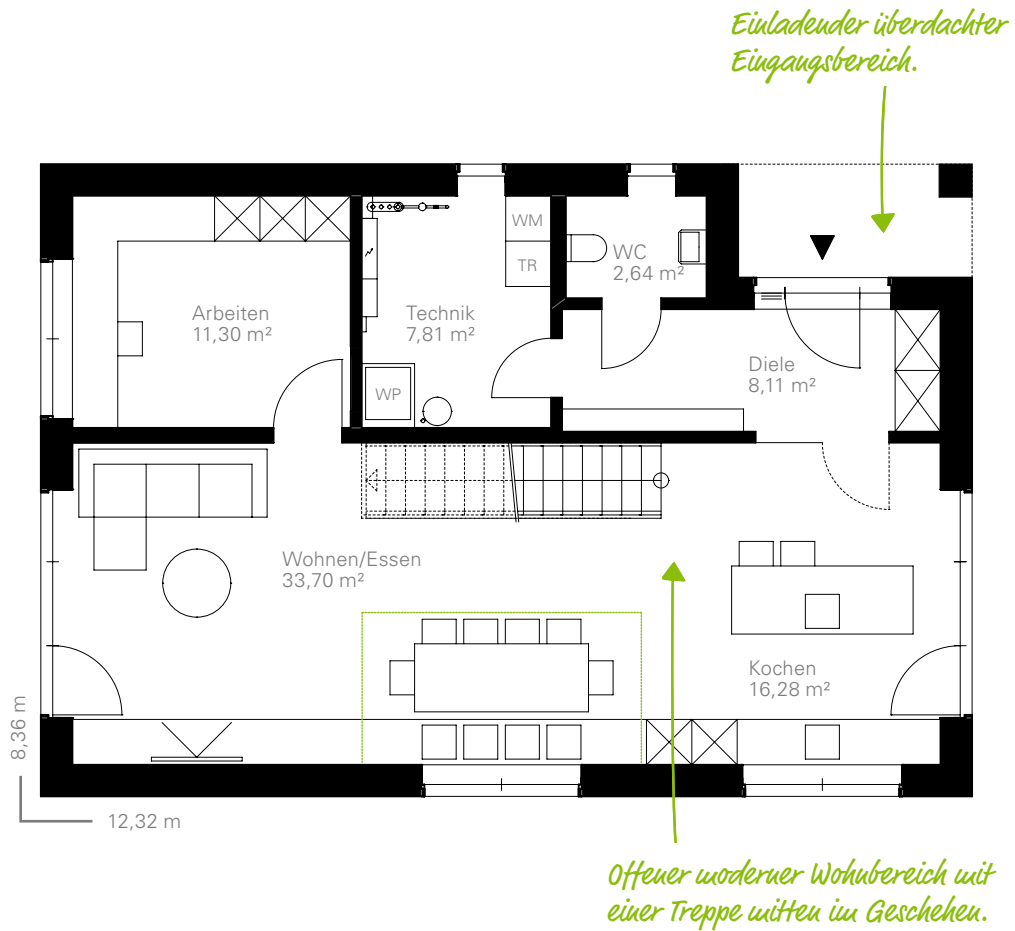 Einladender überdachter
Eingangsbereich.
WM
TR
WC
2,64 m²
Arbeiten
11,30 m²
Technik
7,81 m²
Diele
8,11 m²
WP
Wohnen/Essen
33,70 m²
Kochen
16,28 m²
8,36 m
12,32 m
Offener moderner Wohnbereich mit
einer Treppe mitten im Geschehen.